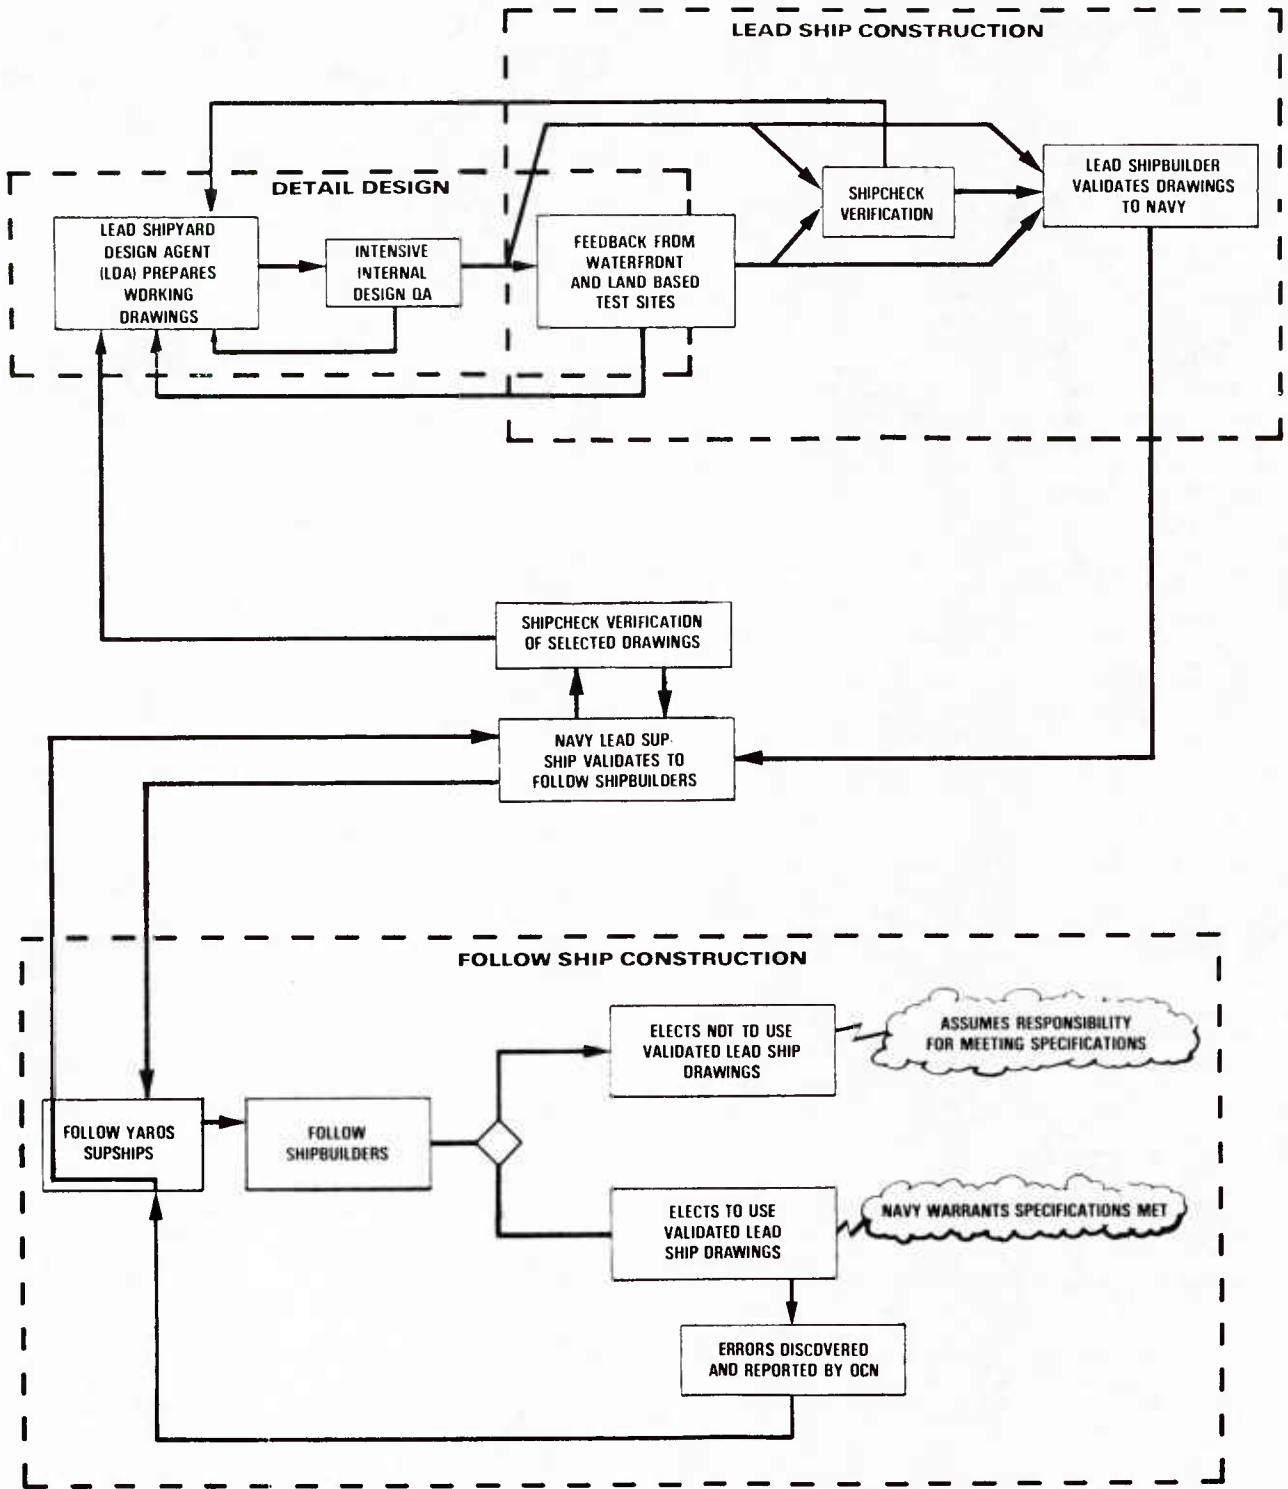 LEAD SHIP CONSTRUCTION
DETAIL DESIGN
LEAD SHIPYARD
DESIGN AGENT
(LDA) PREPARES
WORKING
DRAWINGS
INTENSIVE
INTERNAL
DESIGN QA
FEEDBACK FROM
WATERFRONT
AND LAND BASED
TEST SITES
SHIPCHECK
VERIFICATION
LEAD SHIPBUILDER
VALIDATES DRAWINGS
TO NAVY
SHIPCHECK VERIFICATION
OF SELECTED DRAWINGS
NAVY LEAD SUP-
SHIP VALIDATES TO
FOLLOW SHIPBUILDERS
FOLLOW SHIP CONSTRUCTION
FOLLOW YAROS
SUPSHIPS
FOLLOW
SHIPBUILDERS
ELECTS NOT TO USE
VALIDATED LEAD SHIP
DRAWINGS
ASSUMES RESPONSIBILITY
FOR MEETING SPECIFICATIONS
ELECTS TO USE
VALIDATED LEAD
SHIP DRAWINGS
NAVY WARRANTS SPECIFICATIONS MET
ERRORS DISCOVERED
AND REPORTED BY OCN